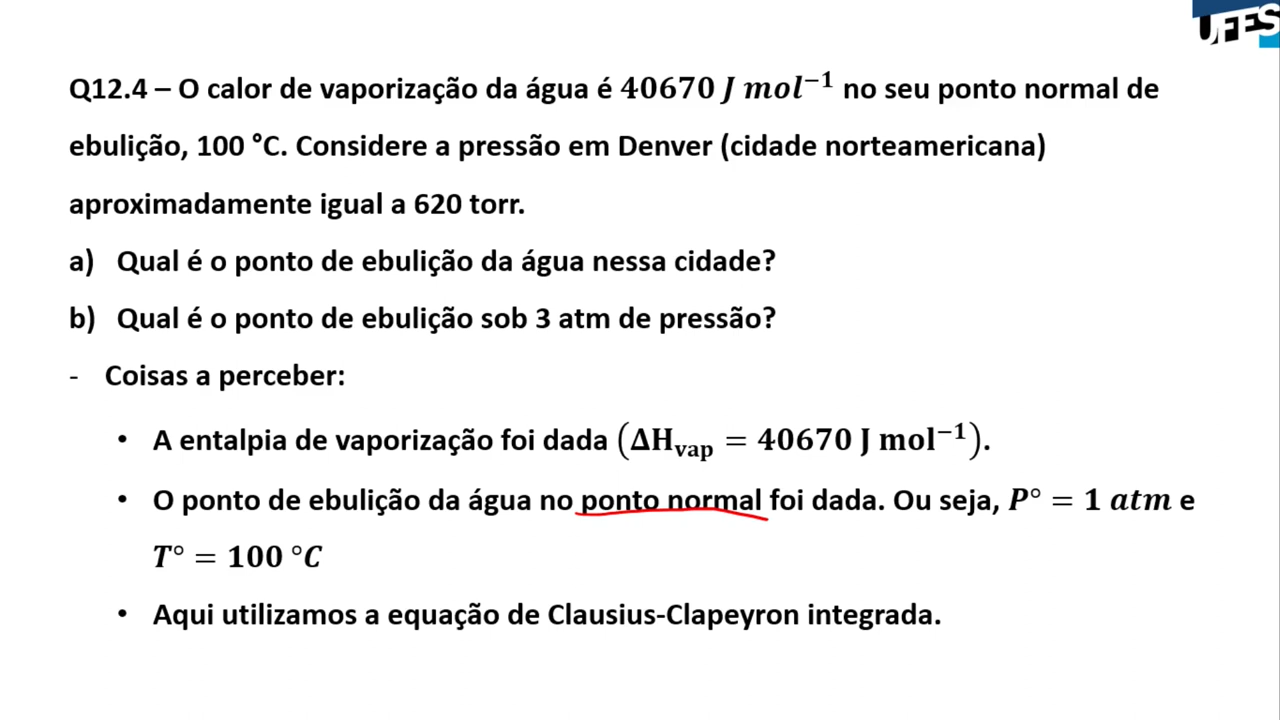 UFES
Q12.4 – O calor de vaporização da água é 40670 J mol⁻¹ no seu ponto normal de
ebulição, 100 °C. Considere a pressão em Denver (cidade norteamericana)
aproximadamente igual a 620 torr.
a) Qual é o ponto de ebulição da água nessa cidade?
b) Qual é o ponto de ebulição sob 3 atm de pressão?
- Coisas a perceber:
• A entalpia de vaporização foi dada (ΔHvap = 40670 J mol⁻¹).
• O ponto de ebulição da água no ponto normal foi dada. Ou seja, P° = 1 atm e
T° = 100 °C
• Aqui utilizamos a equação de Clausius-Clapeyron integrada.